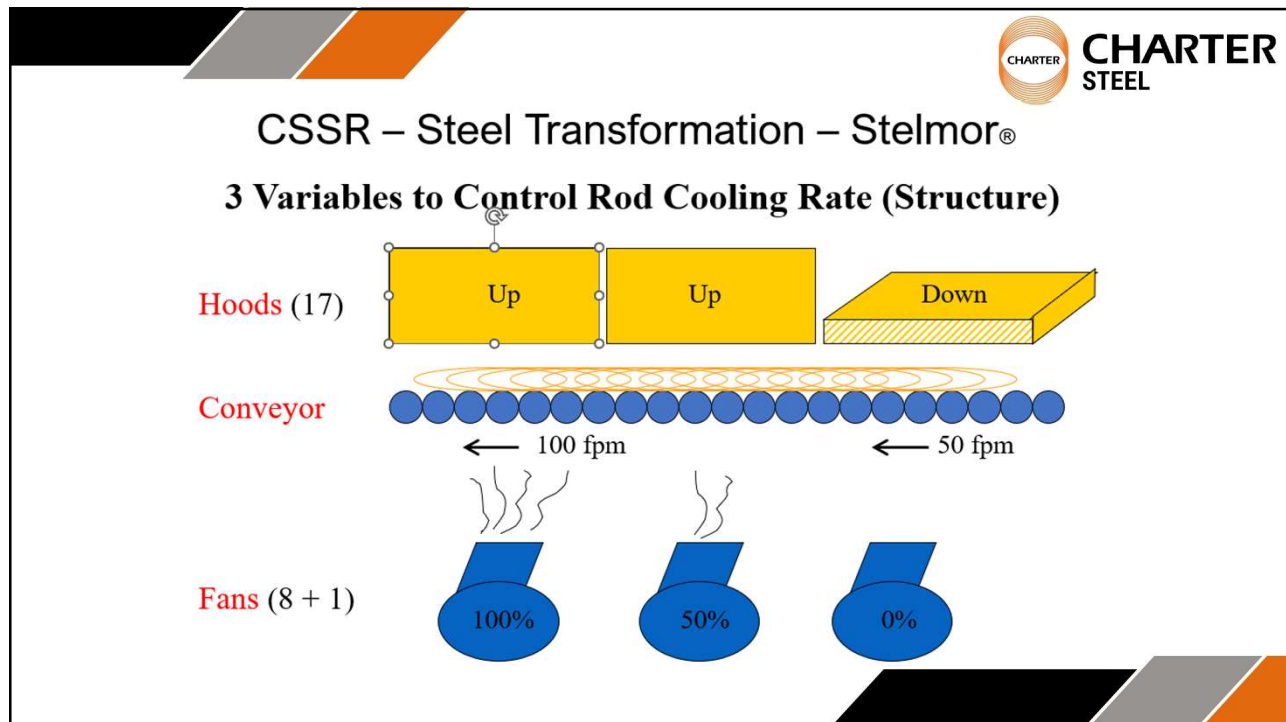 CHARTER
CHARTER
STEEL
CSSR – Steel Transformation – Stelmor®
3 Variables to Control Rod Cooling Rate (Structure)
Hoods (17)
Up
Up
Down
Conveyor
100 fpm
50 fpm
Fans (8 + 1)
100%
50%
0%